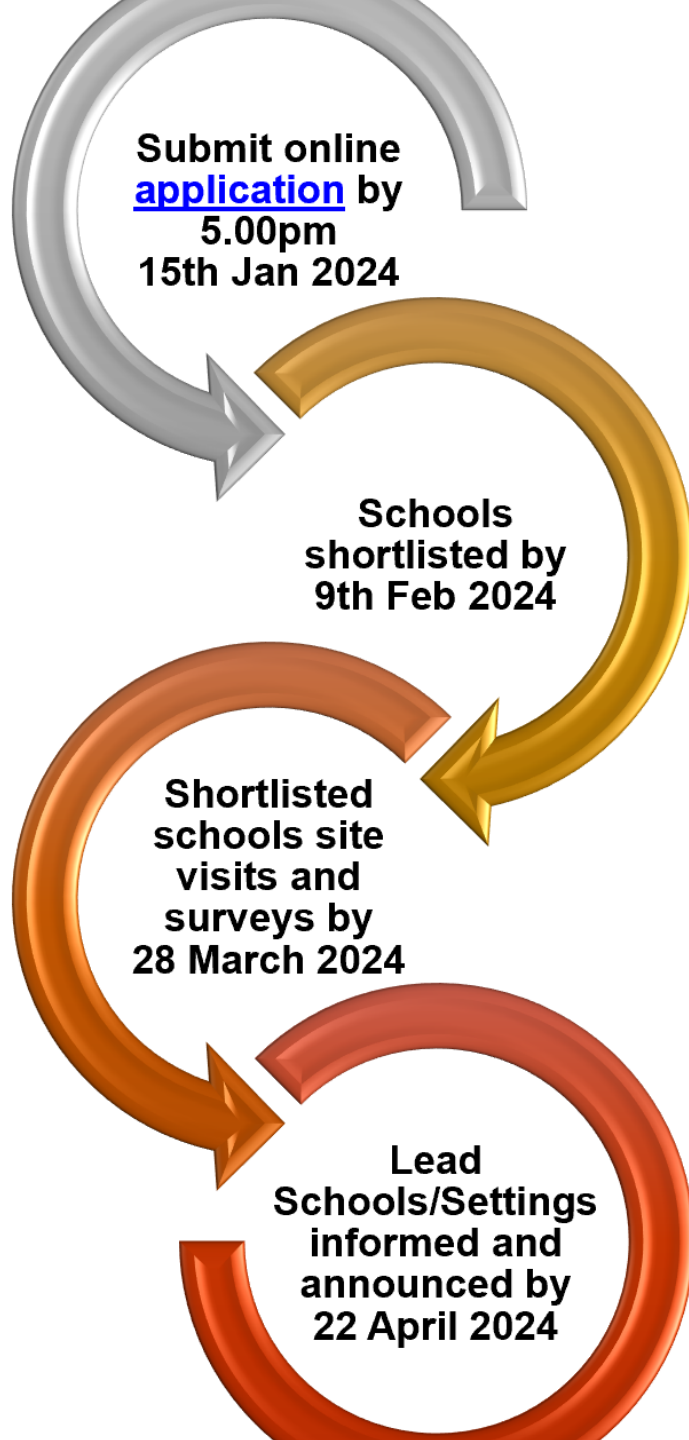 Submit online
application by
5.00pm
15th Jan 2024
Schools
shortlisted by
9th Feb 2024
Shortlisted
schools site
visits and
surveys by
28 March 2024
Lead
Schools/Settings
informed and
announced by
22 April 2024